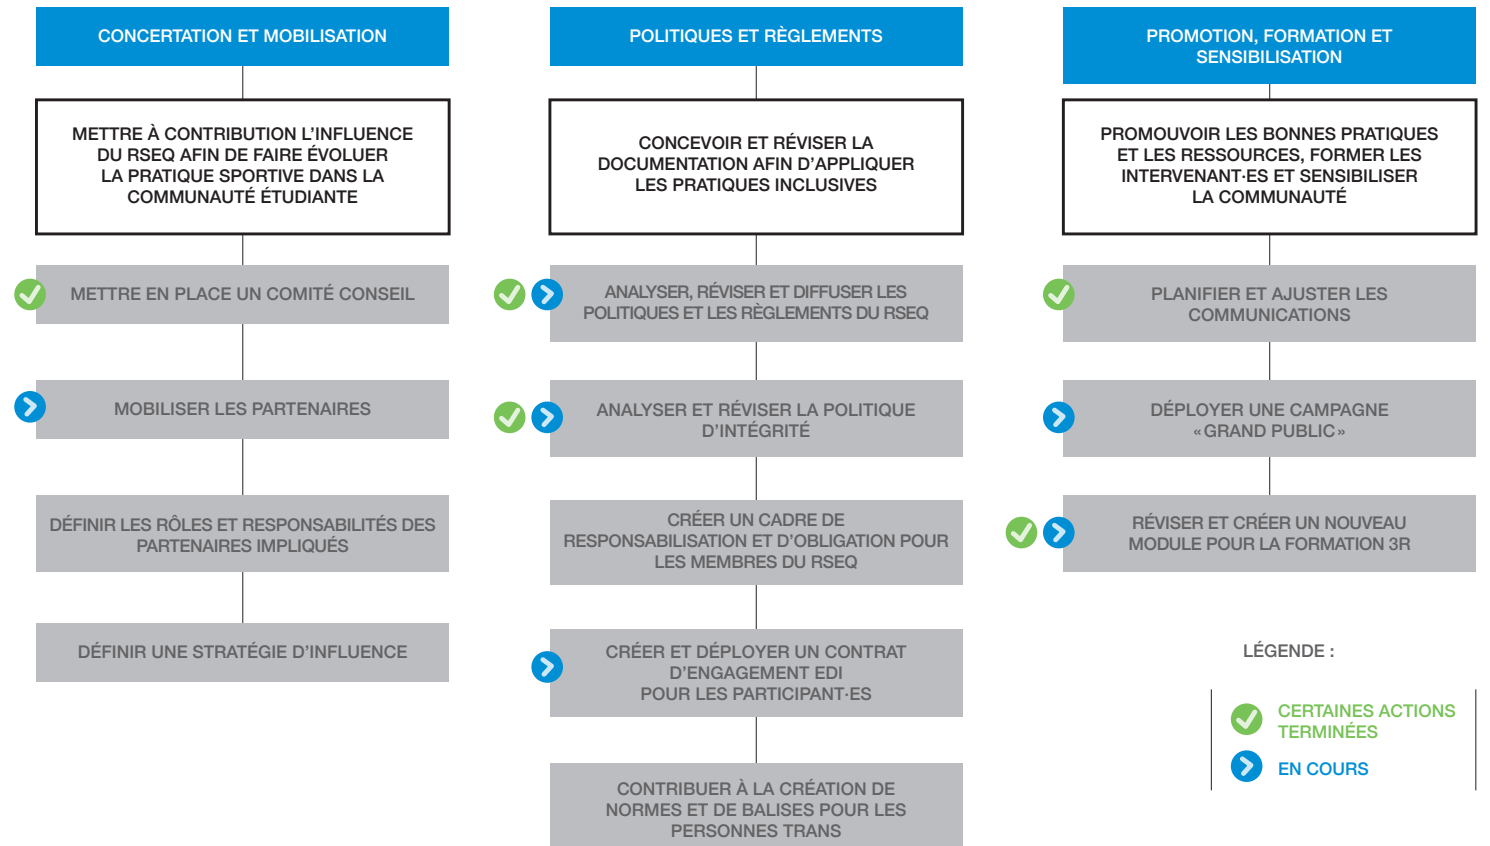 CONCERTATION ET MOBILISATION
METTRE À CONTRIBUTION L'INFLUENCE
DU RSEQ AFIN DE FAIRE ÉVOLUER
LA PRATIQUE SPORTIVE DANS LA
COMMUNAUTÉ ÉTUDIANTE
METTRE EN PLACE UN COMITÉ CONSEIL
MOBILISER LES PARTENAIRES
DÉFINIR LES RÔLES ET RESPONSABILITÉS DES
PARTENAIRES IMPLIQUÉS
DÉFINIR UNE STRATÉGIE D'INFLUENCE
POLITIQUES ET RÈGLEMENTS
CONCEVOIR ET RÉVISER LA
DOCUMENTATION AFIN D'APPLIQUER
LES PRATIQUES INCLUSIVES
ANALYSER, RÉVISER ET DIFFUSER LES
POLITIQUES ET LES RÈGLEMENTS DU RSEQ
ANALYSER ET RÉVISER LA POLITIQUE
D'INTÉGRITÉ
CRÉER UN CADRE DE
RESPONSABILISATION ET D'OBLIGATION POUR
LES MEMBRES DU RSEQ
CRÉER ET DÉPLOYER UN CONTRAT
D'ENGAGEMENT EDI
POUR LES PARTICIPANT·ES
CONTRIBUER À LA CRÉATION DE
NORMES ET DE BALISES POUR LES
PERSONNES TRANS
PROMOTION, FORMATION ET
SENSIBILISATION
PROMOUVOIR LES BONNES PRATIQUES
ET LES RESSOURCES, FORMER LES
INTERVENANT·ES ET SENSIBILISER
LA COMMUNAUTÉ
PLANIFIER ET AJUSTER LES
COMMUNICATIONS
DÉPLOYER UNE CAMPAGNE
«GRAND PUBLIC»
RÉVISER ET CRÉER UN NOUVEAU
MODULE POUR LA FORMATION 3R
LÉGENDE :
CERTAINES ACTIONS
TERMINÉES
EN COURS